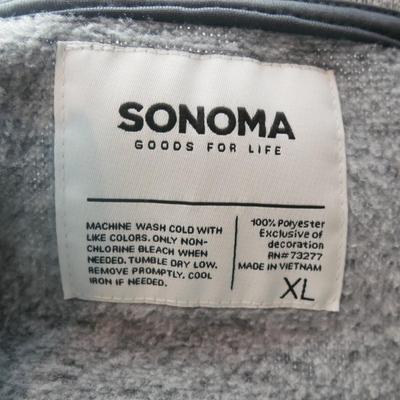 SONOMA
GOODS FOR LIFE
MACHINE WASH COLD WITH
LIKE COLORS. ONLY NON-
CHLORINE BLEACH WHEN
NEEDED. TUMBLE DRY LOW.
REMOVE PROMPTLY. COOL
IRON IF NEEDED.
100% Polyester
Exclusive of
decoration
RN# 73277
MADE IN VIETNAM
XL